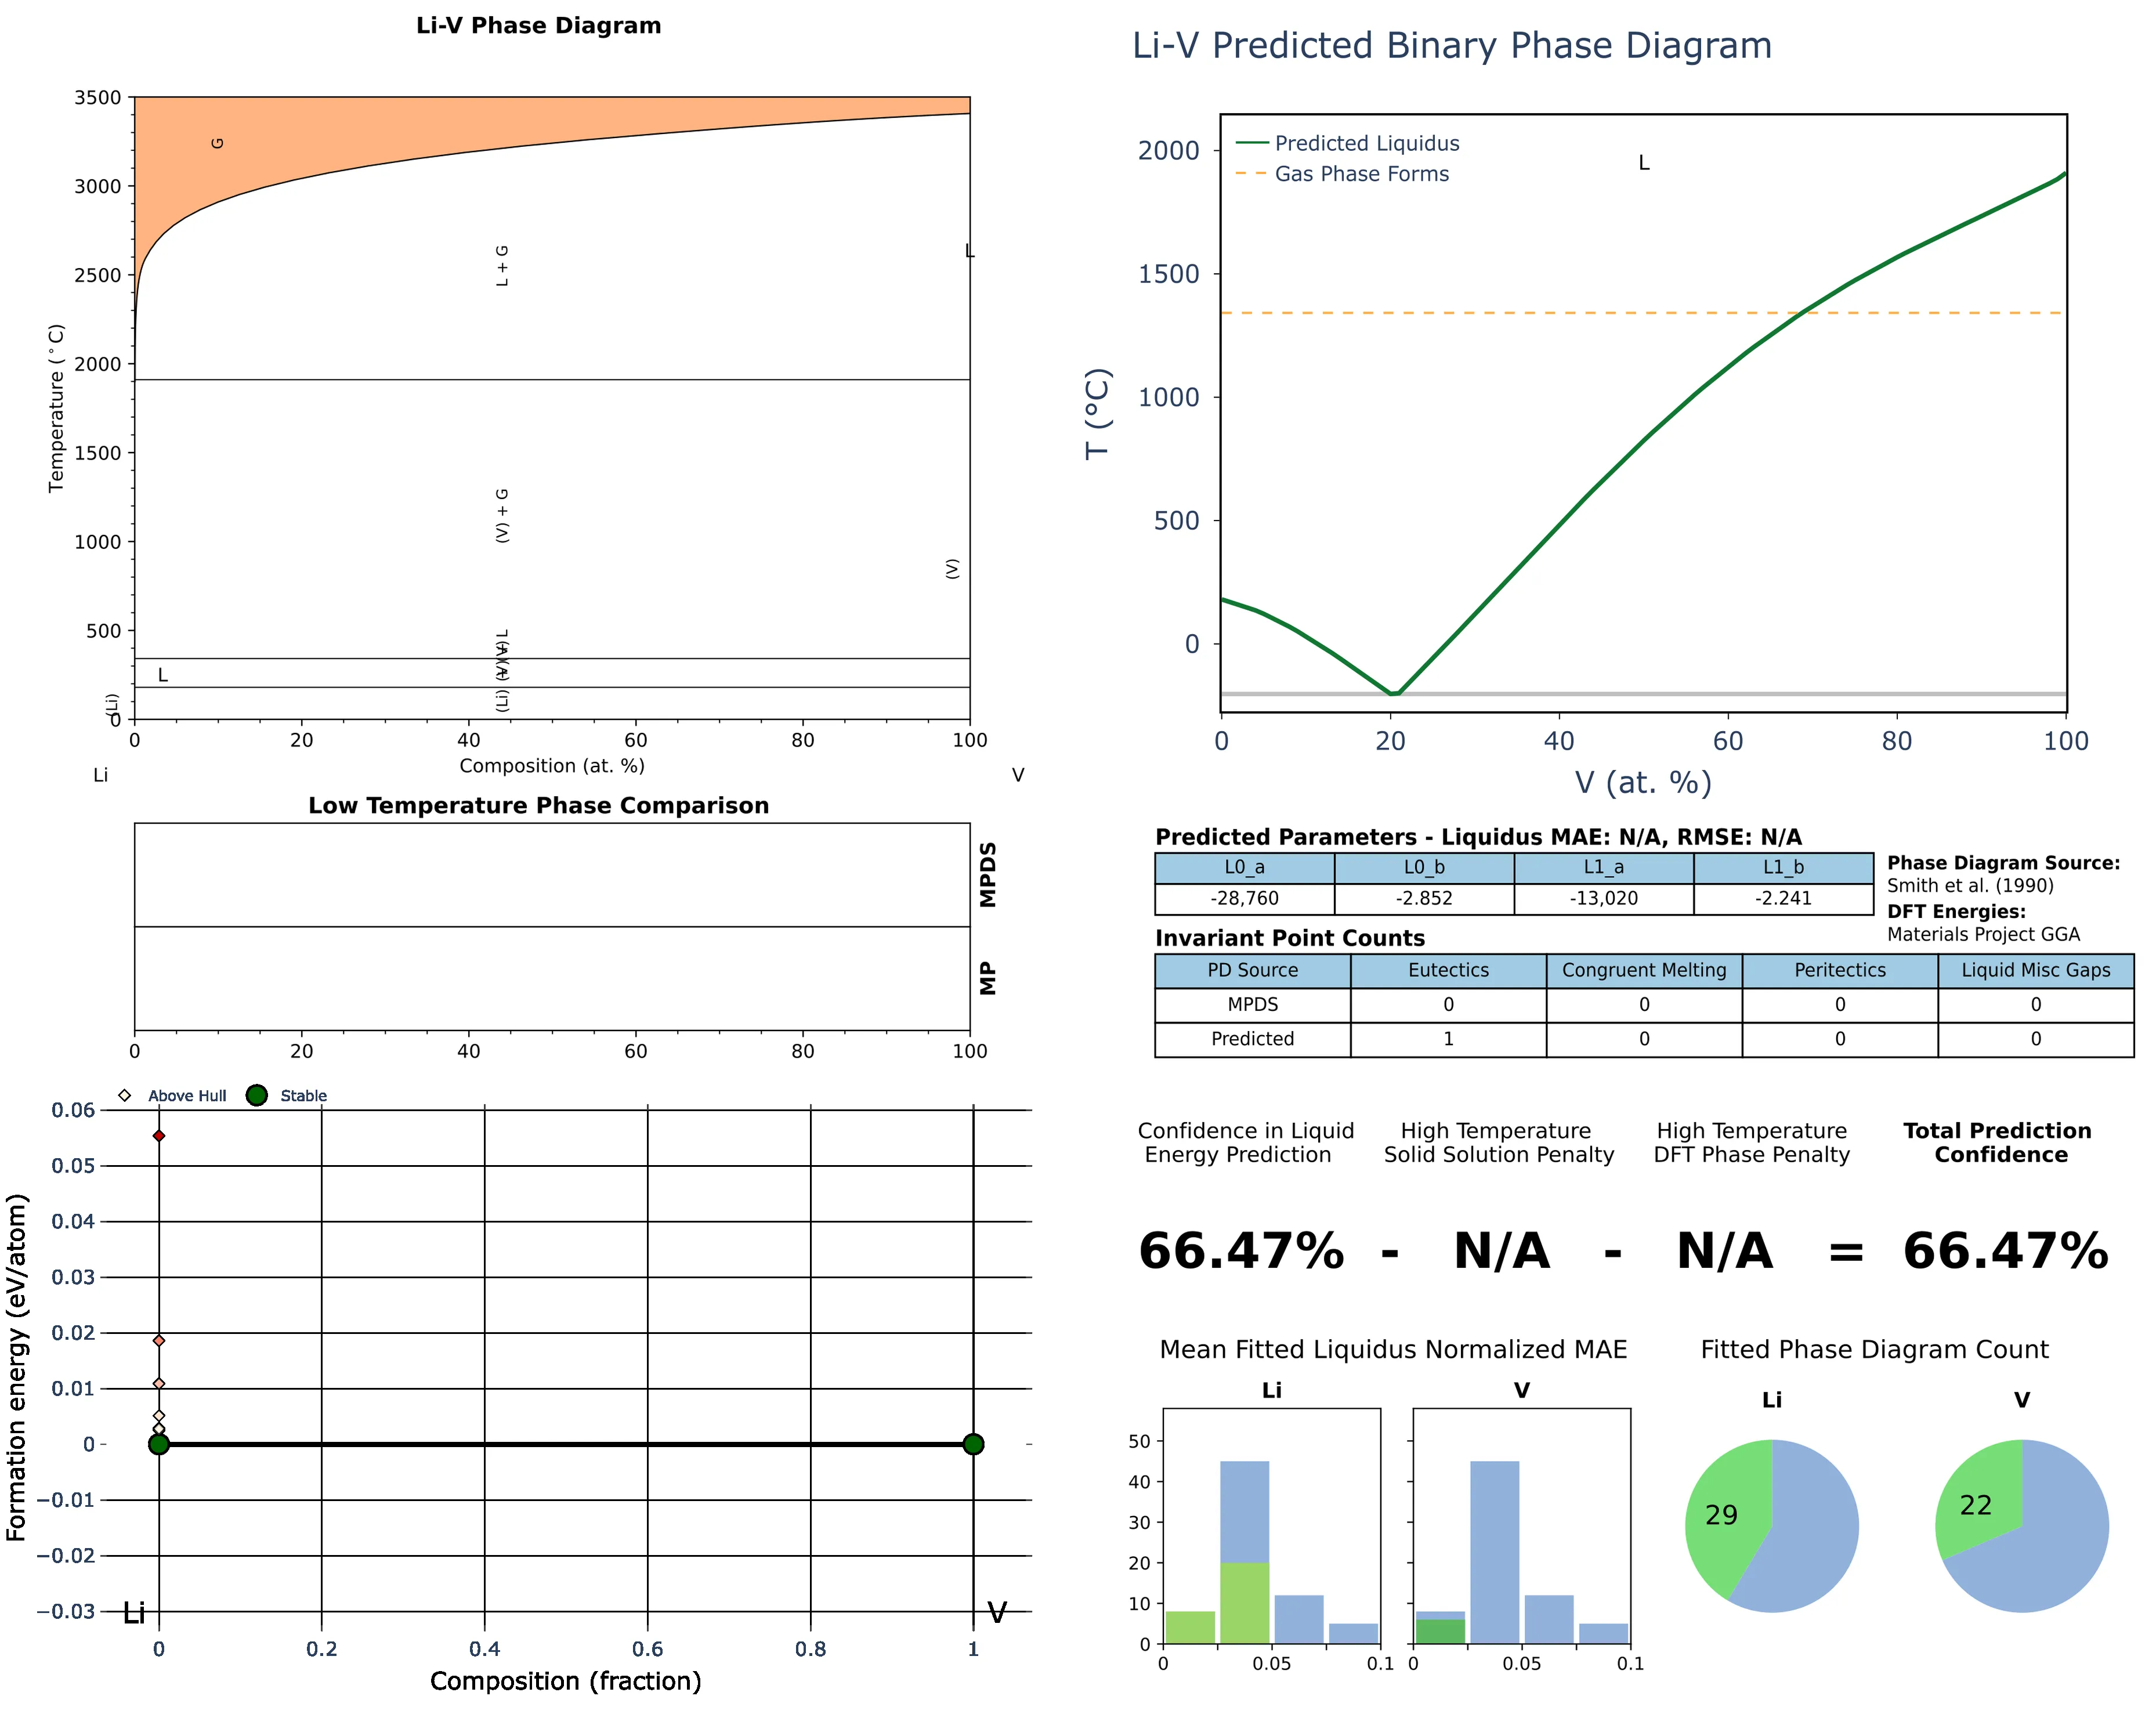 Li-V Phase Diagram
3500
3000
2500
2000
1500
1000
500
0
Temperature (°C)
G
L + G
L
(V) + G
(V)
L
(Li)
0 20 40 60 80 100
Composition (at. %)
Li V
Low Temperature Phase Comparison
MPDS
MP
0 20 40 60 80 100
Above Hull Stable
0.06
0.05
0.04
0.03
0.02
0.01
0
−0.01
−0.02
−0.03
Formation energy (eV/atom)
Li V
0 0.2 0.4 0.6 0.8 1
Composition (fraction)
Li-V Predicted Binary Phase Diagram
Predicted Liquidus
Gas Phase Forms
L
2000
1500
1000
500
0
T (°C)
0 20 40 60 80 100
V (at. %)
Predicted Parameters - Liquidus MAE: N/A, RMSE: N/A
L0_a L0_b L1_a L1_b
-28,760 -2.852 -13,020 -2.241
Phase Diagram Source:
Smith et al. (1990)
DFT Energies:
Materials Project GGA
Invariant Point Counts
PD Source Eutectics Congruent Melting Peritectics Liquid Misc Gaps
MPDS 0 0 0 0
Predicted 1 0 0 0
Confidence in Liquid
Energy Prediction
High Temperature
Solid Solution Penalty
High Temperature
DFT Phase Penalty
Total Prediction
Confidence
66.47% - N/A - N/A = 66.47%
Mean Fitted Liquidus Normalized MAE
Li V
50
40
30
20
10
0
0 0.05 0.1 0 0.05 0.1
Fitted Phase Diagram Count
Li V
29 22